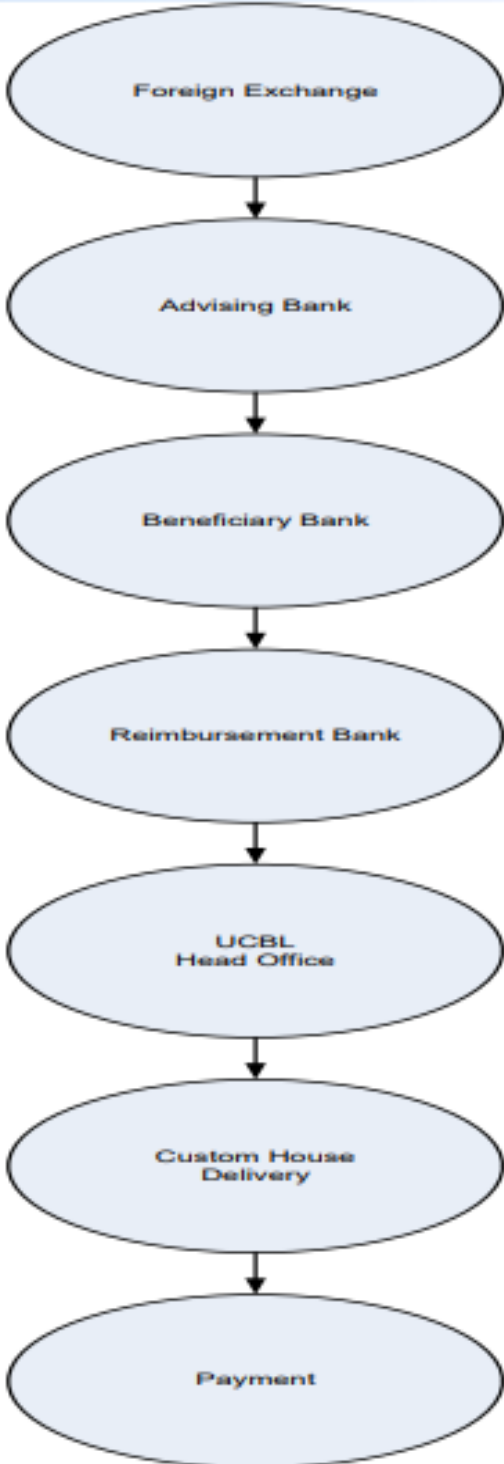 Foreign Exchange
Advising Bank
Beneficiary Bank
Reimbursement Bank
UCBL
Head Office
Custom House
Delivery
Payment